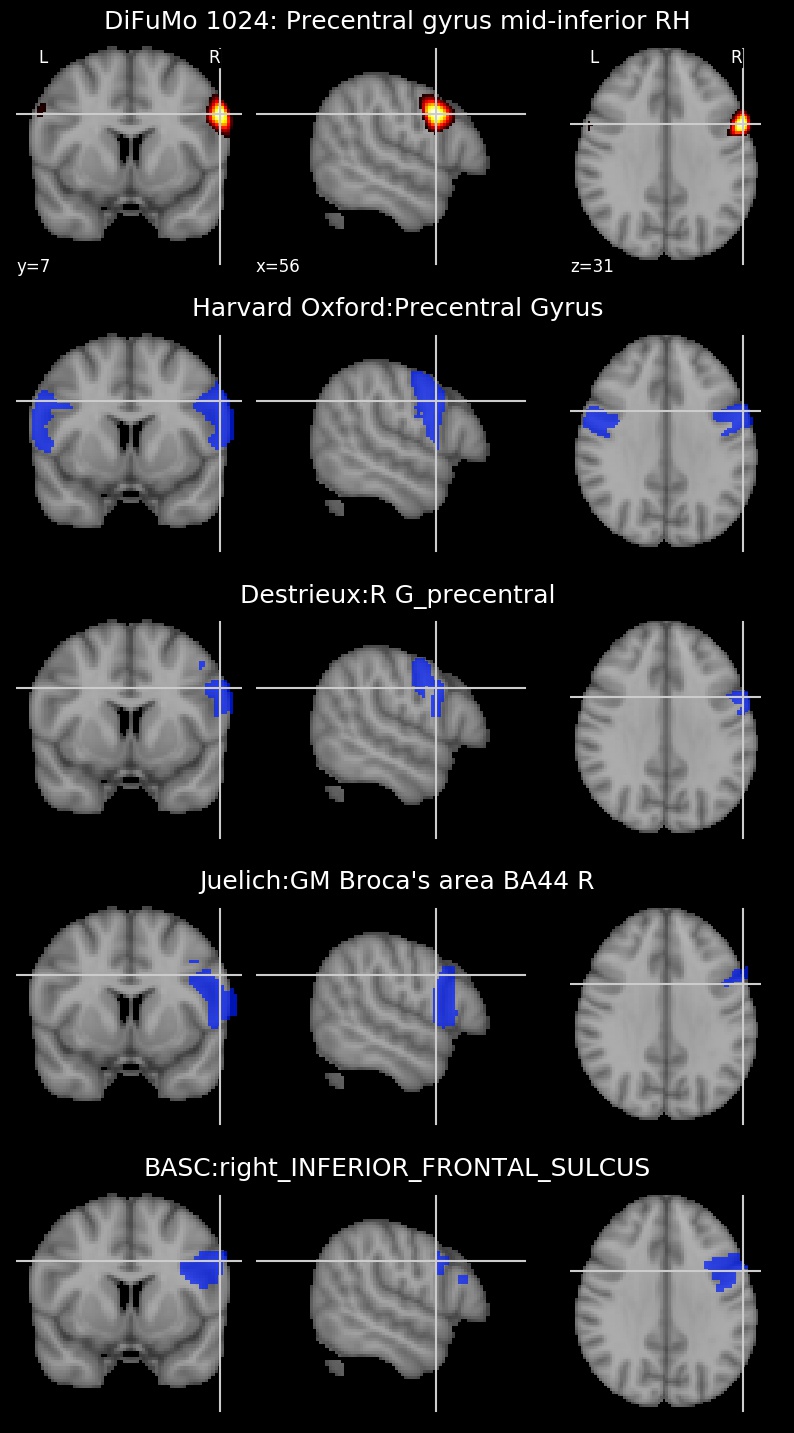 DiFuMo 1024: Precentral gyrus mid-inferior RH
L R L R
y=7 x=56 z=31
Harvard Oxford:Precentral Gyrus
Destrieux:R G_precentral
Juelich:GM Broca's area BA44 R
BASC:right_INFERIOR_FRONTAL_SULCUS